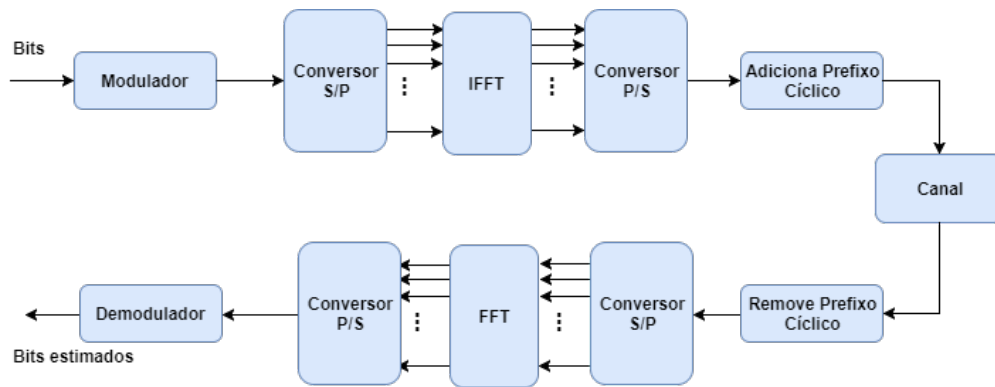 Bits
Modulador
Conversor
S/P
IFFT
Conversor
P/S
Adiciona Prefixo
Cíclico
Canal
Remove Prefixo
Cíclico
Conversor
S/P
FFT
Conversor
P/S
Demodulador
Bits estimados